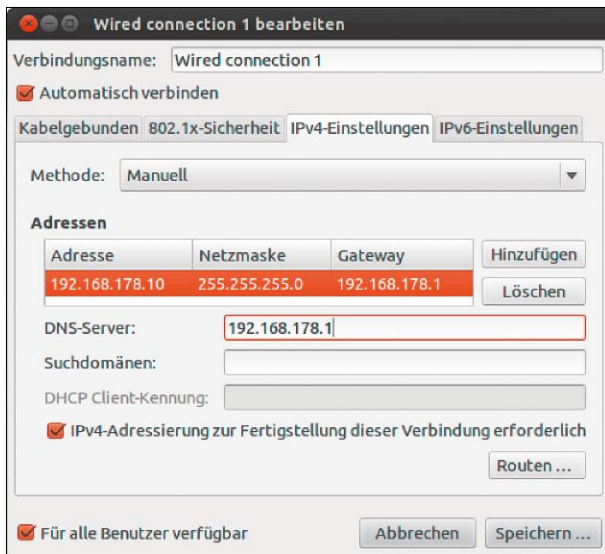 Wired connection 1 bearbeiten
Verbindungsname: Wired connection 1
Automatisch verbinden
Kabelgebunden 802.1x-Sicherheit IPv4-Einstellungen IPv6-Einstellungen
Methode: Manuell
Adressen
Adresse Netzmaske Gateway Hinzufügen
192.168.178.10 255.255.255.0 192.168.178.1 Löschen
DNS-Server: 192.168.178.1
Suchdomänen:
DHCP Client-Kennung:
IPv4-Adressierung zur Fertigstellung dieser Verbindung erforderlich
Routen ...
Für alle Benutzer verfügbar Abbrechen Speichern ...